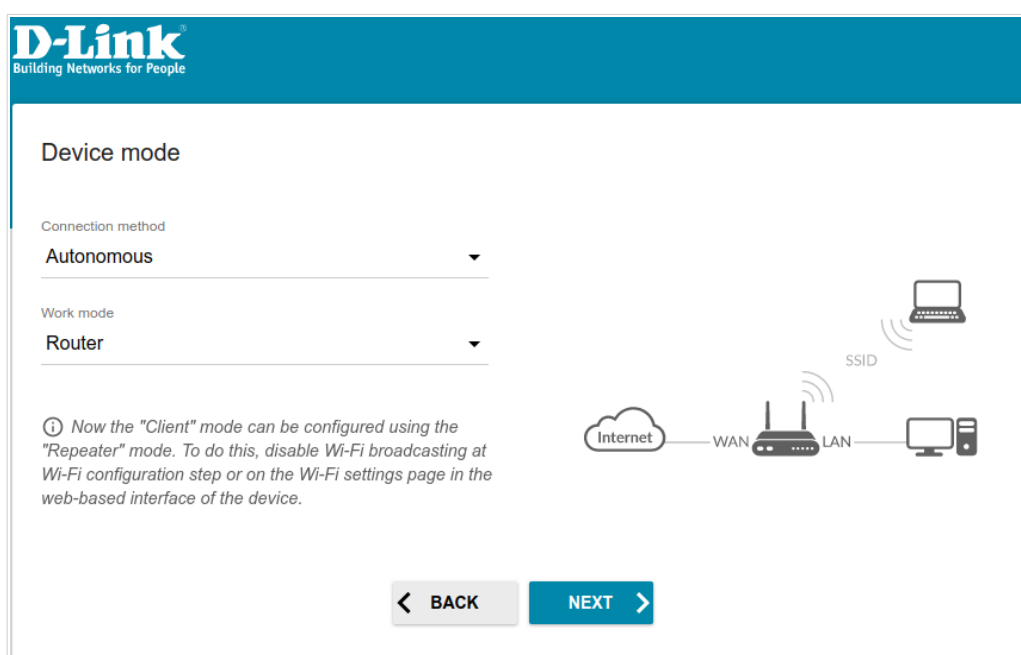 D-Link®
Building Networks for People
Device mode
Connection method
Autonomous
Work mode
Router
Now the "Client" mode can be configured using the
"Repeater" mode. To do this, disable Wi-Fi broadcasting at
Wi-Fi configuration step or on the Wi-Fi settings page in the
web-based interface of the device.
SSID
Internet
WAN
LAN
BACK
NEXT